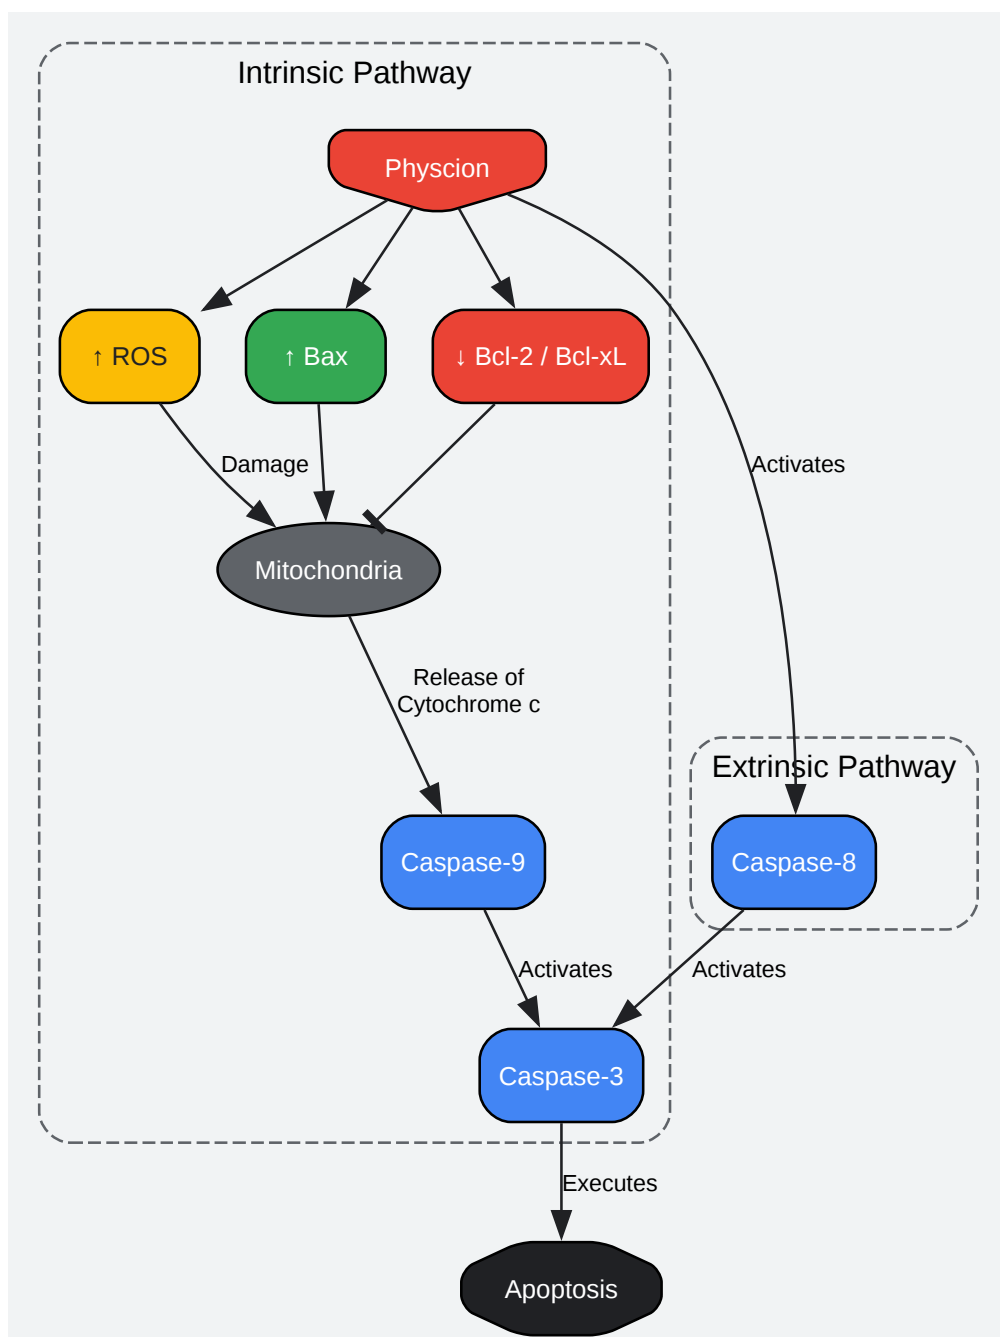 Intrinsic Pathway
Physcion
↑ ROS
↑ Bax
↓ Bcl-2 / Bcl-xL
Damage
Activates
Mitochondria
Release of
Cytochrome c
Extrinsic Pathway
Caspase-9
Caspase-8
Activates
Activates
Caspase-3
Executes
Apoptosis